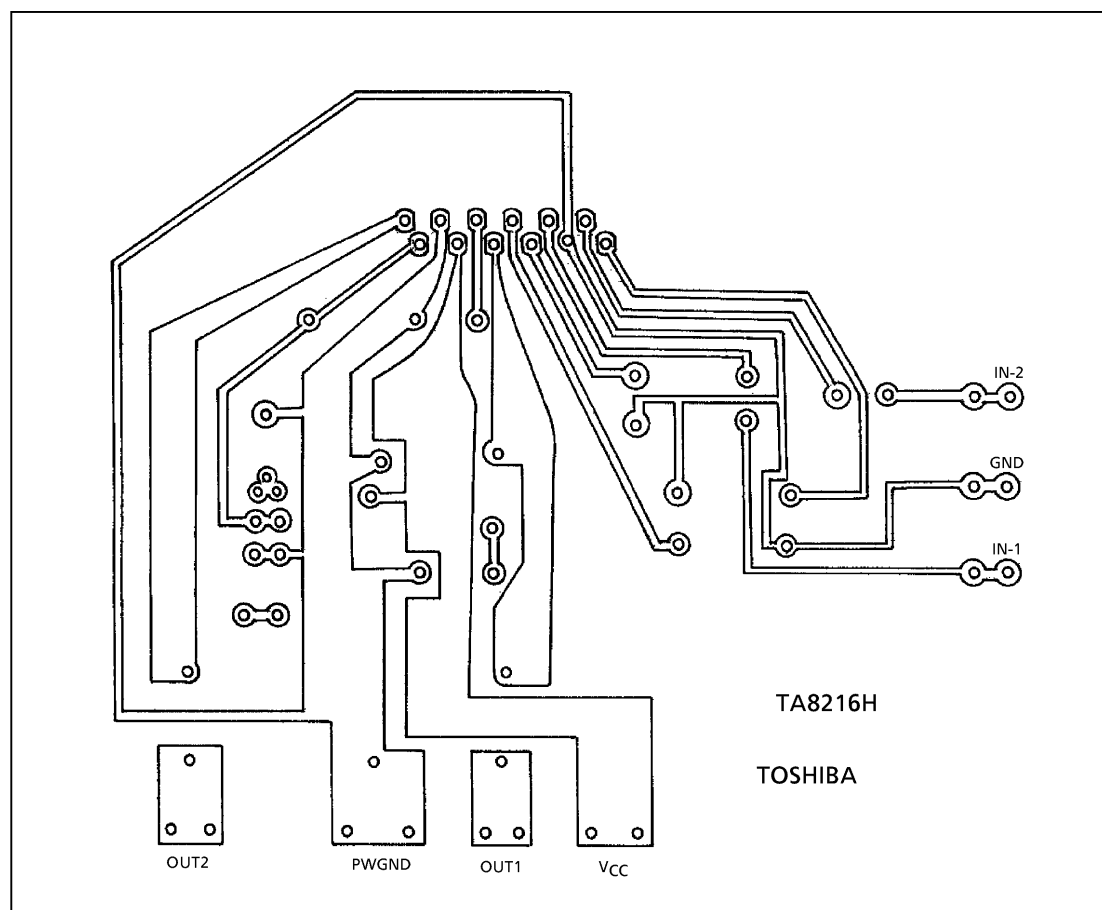 IN-2
GND
IN-1
TA8216H
TOSHIBA
OUT2
PWGND
OUT1
VCC